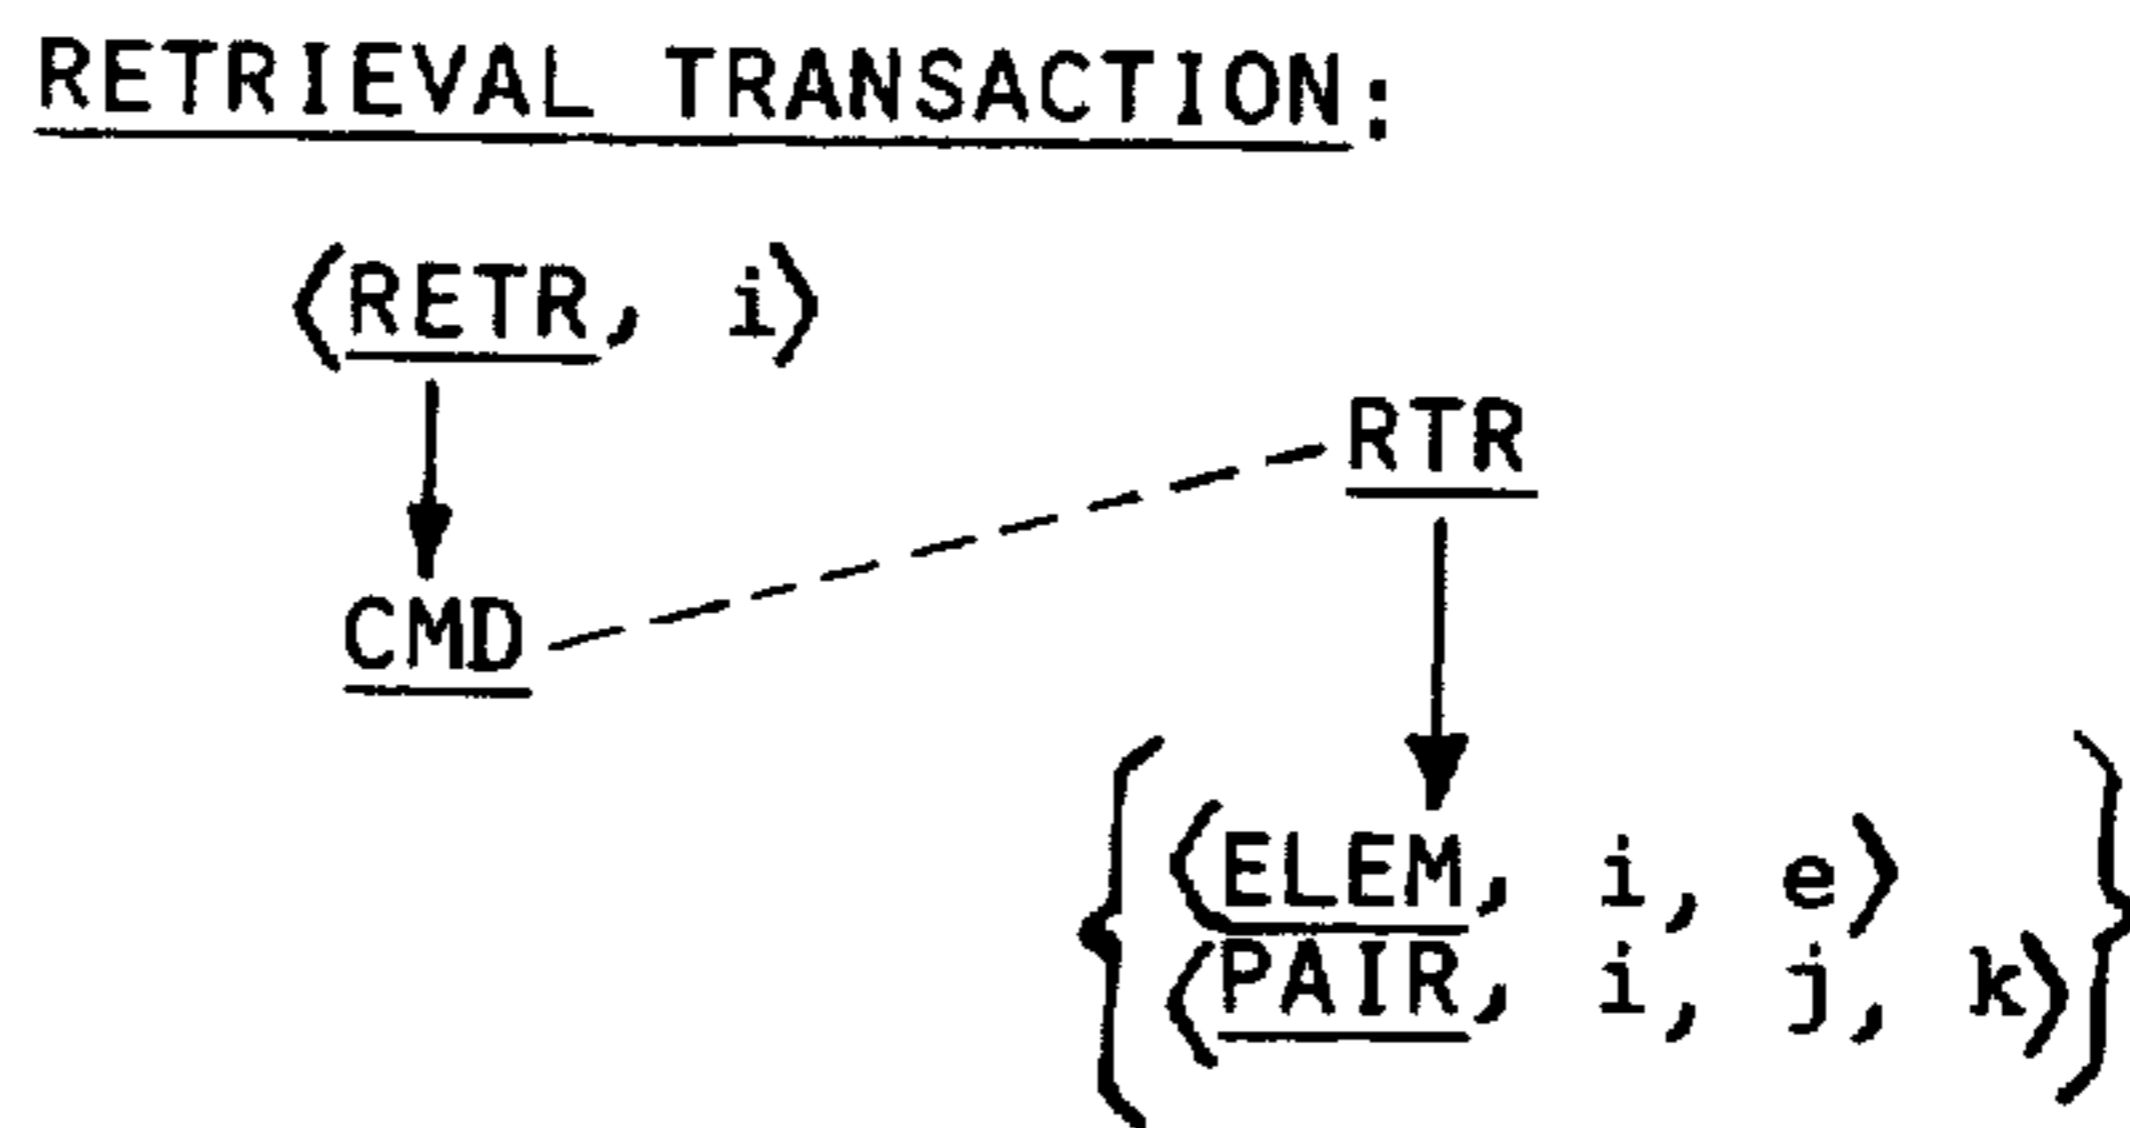 RETRIEVAL TRANSACTION:
⟨RETR, i⟩
RTR
CMD
⟨ELEM, i, e⟩
⟨PAIR, i, j, k⟩